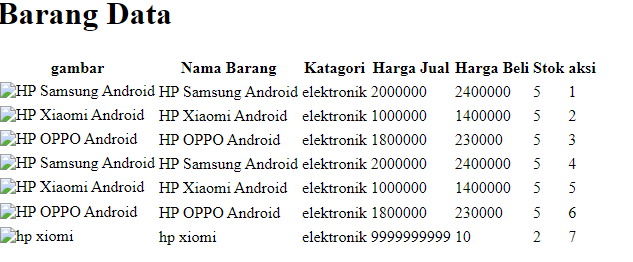 Barang Data
gambar Nama Barang Katagori Harga Jual Harga Beli Stok aksi
HP Samsung Android HP Samsung Android elektronik 2000000 2400000 5 1
HP Xiaomi Android HP Xiaomi Android elektronik 1000000 1400000 5 2
HP OPPO Android HP OPPO Android elektronik 1800000 230000 5 3
HP Samsung Android HP Samsung Android elektronik 2000000 2400000 5 4
HP Xiaomi Android HP Xiaomi Android elektronik 1000000 1400000 5 5
HP OPPO Android HP OPPO Android elektronik 1800000 230000 5 6
hp xiomi hp xiomi elektronik 9999999999 10 2 7